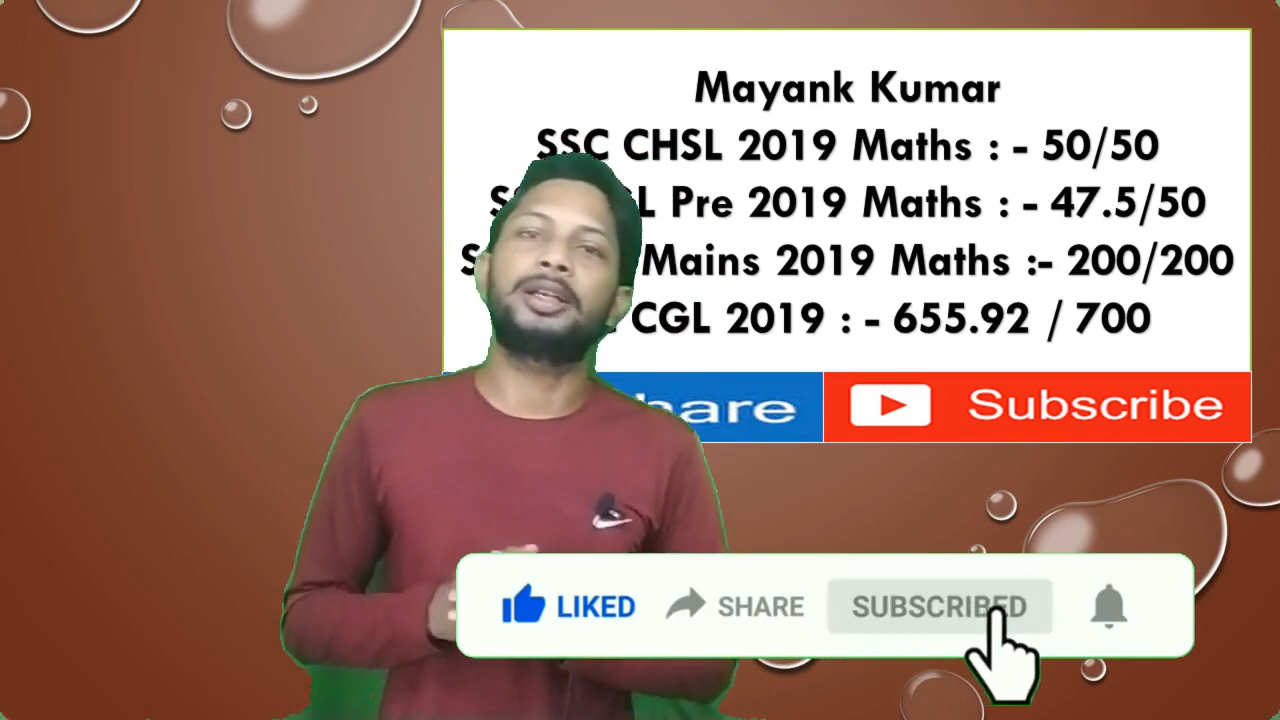 Mayank Kumar
SSC CHSL 2019 Maths : - 50/50
Pre 2019 Maths : - 47.5/50
Mains 2019 Maths :- 200/200
CGL 2019 : - 655.92 / 700
Subscribe
LIKED SHARE SUBSCRIBED